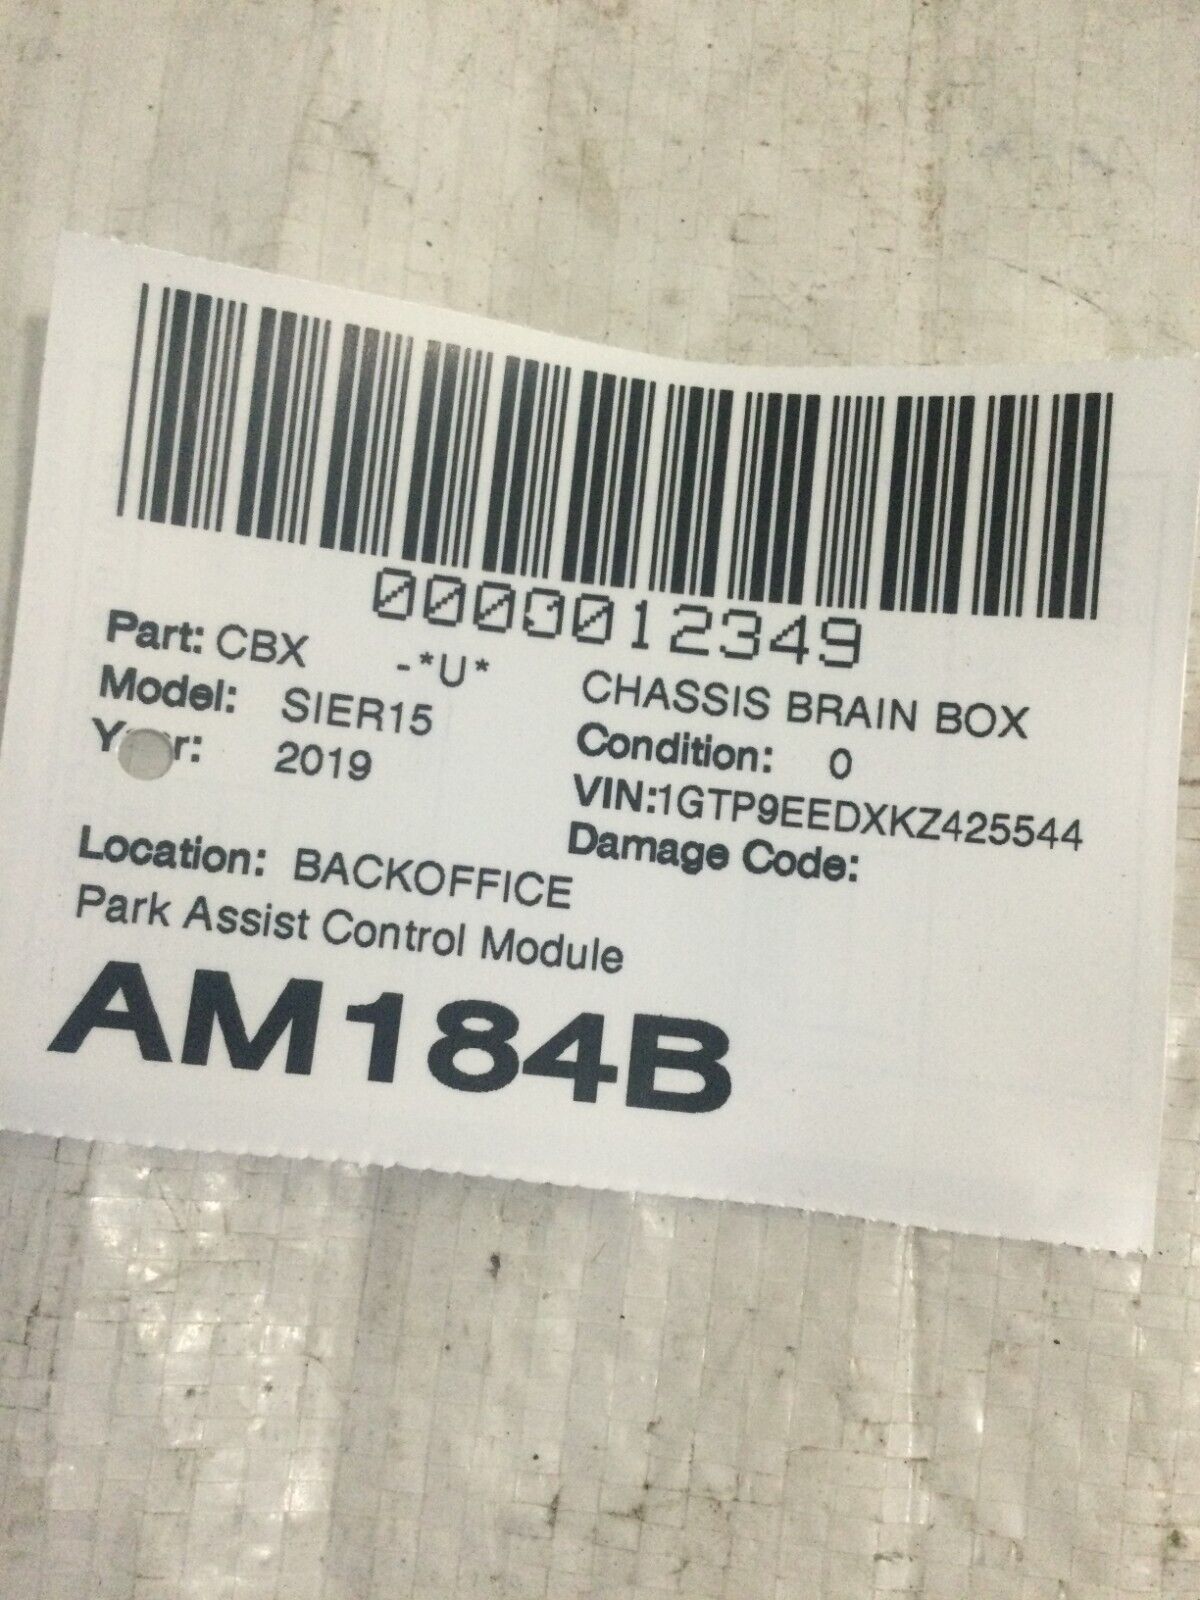 0000012349
Part: CBX -*U* CHASSIS BRAIN BOX
Model: SIER15 Condition: 0
2019 VIN:1GTP9EEDXKZ425544
Damage Code:
Location: BACKOFFICE
Park Assist Control Module
AM184B